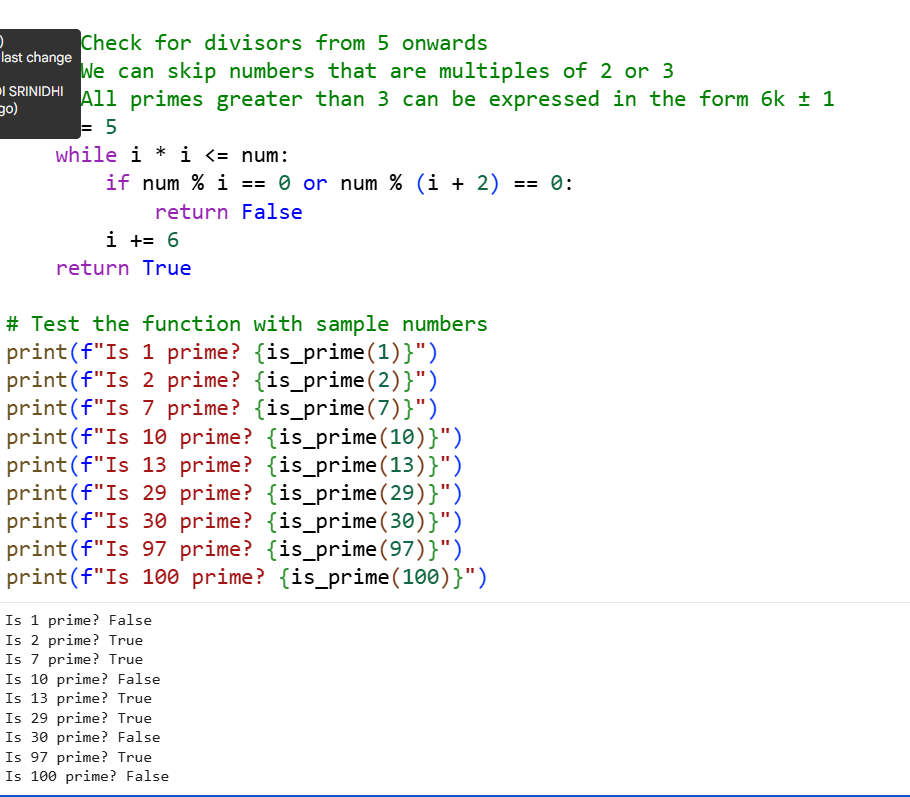 )
last change
DI SRINIDHI
go)
Check for divisors from 5 onwards
We can skip numbers that are multiples of 2 or 3
All primes greater than 3 can be expressed in the form 6k ± 1
= 5
    while i * i <= num:
        if num % i == 0 or num % (i + 2) == 0:
            return False
        i += 6
    return True

# Test the function with sample numbers
print(f"Is 1 prime? {is_prime(1)}")
print(f"Is 2 prime? {is_prime(2)}")
print(f"Is 7 prime? {is_prime(7)}")
print(f"Is 10 prime? {is_prime(10)}")
print(f"Is 13 prime? {is_prime(13)}")
print(f"Is 29 prime? {is_prime(29)}")
print(f"Is 30 prime? {is_prime(30)}")
print(f"Is 97 prime? {is_prime(97)}")
print(f"Is 100 prime? {is_prime(100)}")
Is 1 prime? False
Is 2 prime? True
Is 7 prime? True
Is 10 prime? False
Is 13 prime? True
Is 29 prime? True
Is 30 prime? False
Is 97 prime? True
Is 100 prime? False